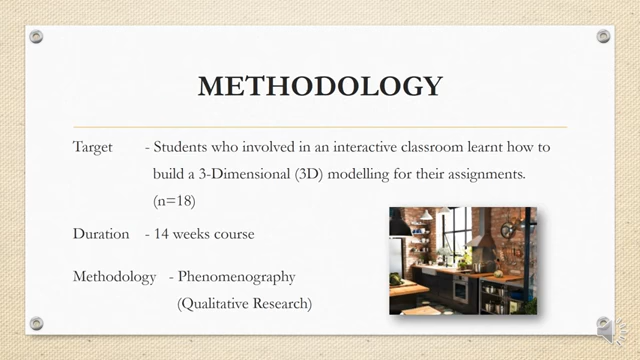 METHODOLOGY
Target - Students who involved in an interactive classroom learnt how to
build a 3-Dimensional (3D) modelling for their assignments.
(n=18)
Duration - 14 weeks course
Methodology - Phenomenography
(Qualitative Research)